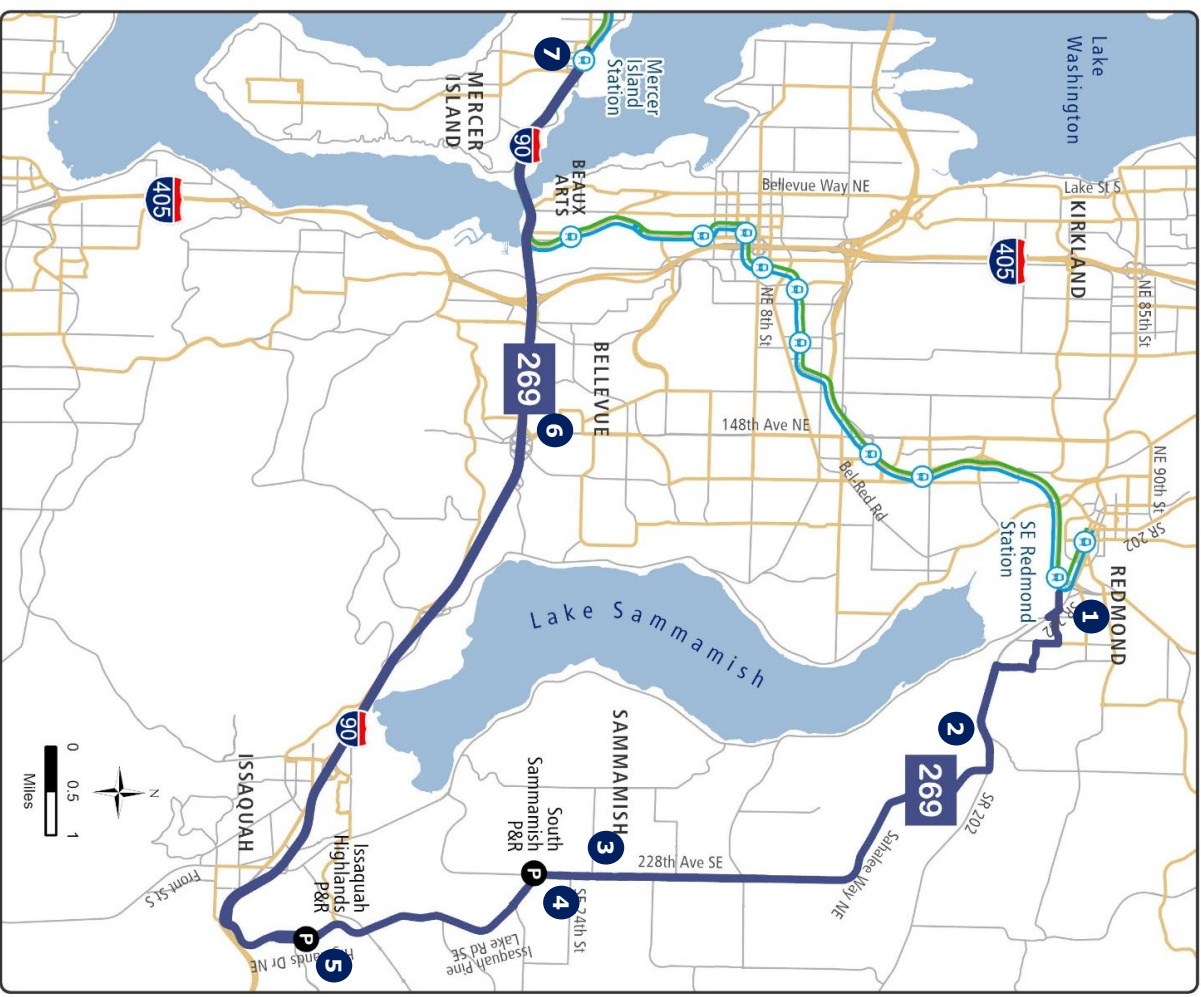 Lake
Washington
Lake St S
KIRKLAND
405
NE 85th St
NE 90th St
SR 202
REDMOND
1
SR 202
SE Redmond
Station
Bellevue Way NE
NE 8th St
148th Ave NE
Bel-Red Rd
2
269
SR 202
Sahalee Way NE
Mercer
Island
Station
7
MERCER
ISLAND
90
BEAUX
ARTS
BELLEVUE
269
6
Lake Sammamish
SAMMAMISH
3
228th Ave SE
South
Sammamish
P&R
P
4
SE 24th St
Issaquah Pine
Lake Rd SE
405
90
Issaquah
Highlands
P&R
P
5
Dr NE
ISSAQUAH
Front St S
N
0 0.5 1
Miles